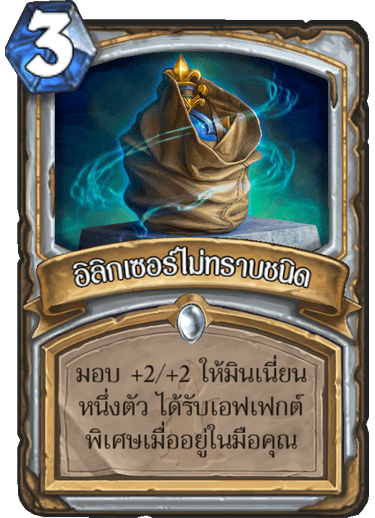 3
อิลิกเซอร์ไม่ทราบชนิด
มอบ +2/+2 ให้มินเนี่ยน
หนึ่งตัว ได้รับเอฟเฟกต์
พิเศษเมื่ออยู่ในมือคุณ